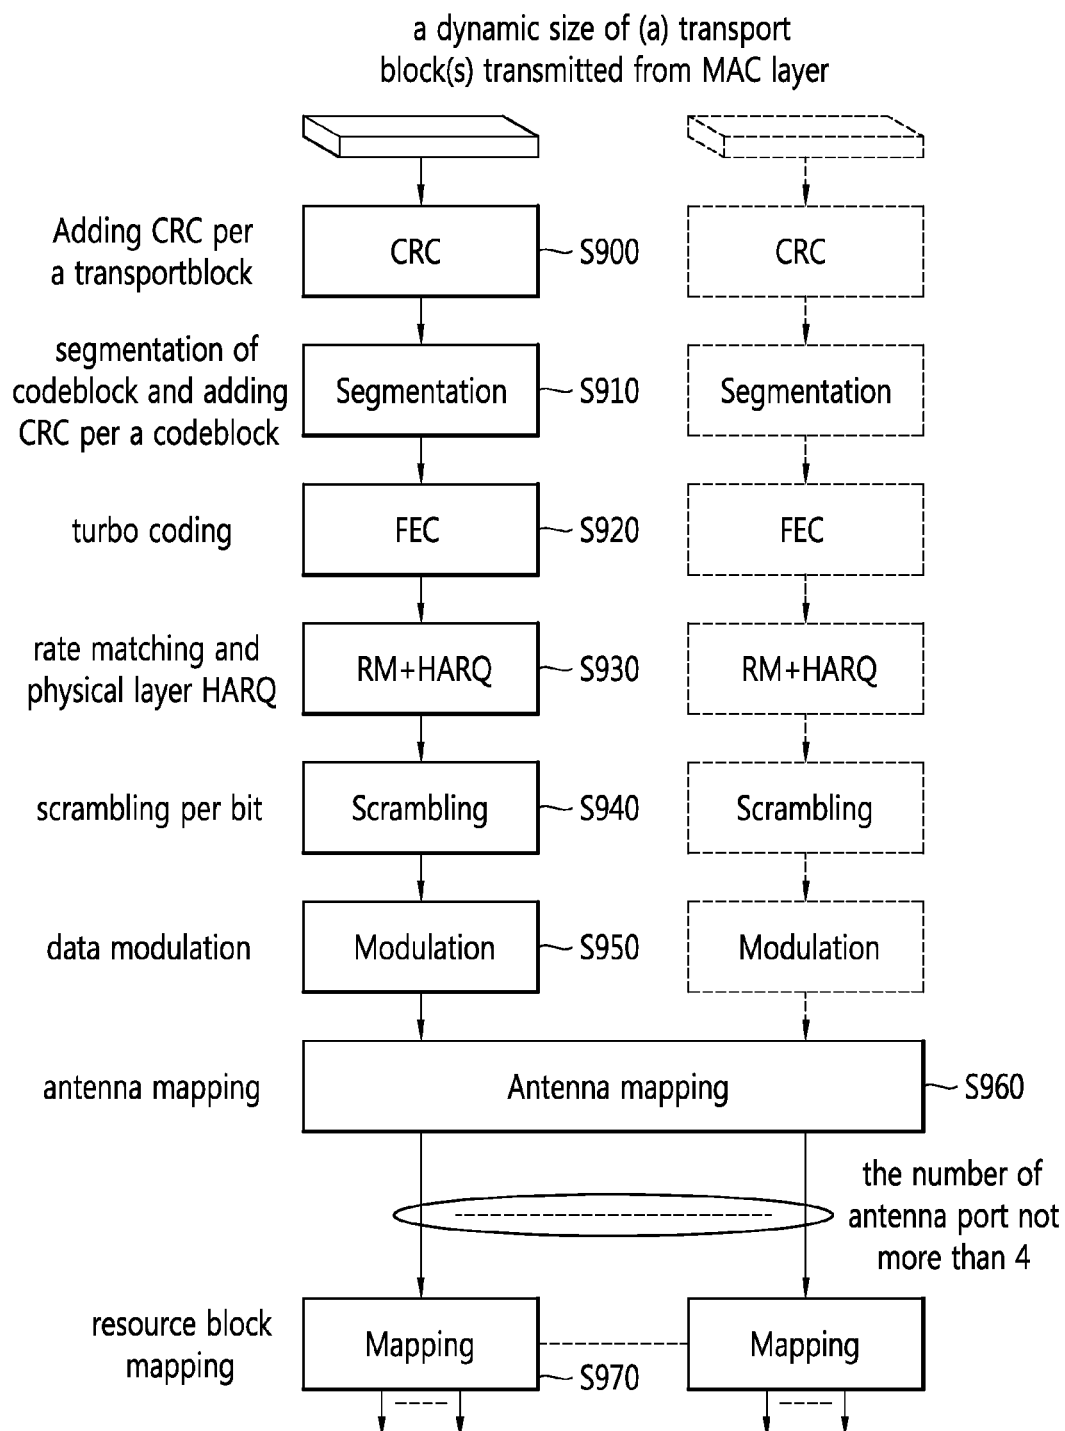 a dynamic size of (a) transport
block(s) transmitted from MAC layer
Adding CRC per
a transportblock
CRC
S900
CRC
segmentation of
codeblock and adding
CRC per a codeblock
Segmentation
S910
Segmentation
turbo coding
FEC
S920
FEC
rate matching and
physical layer HARQ
RM+HARQ
S930
RM+HARQ
scrambling per bit
Scrambling
S940
Scrambling
data modulation
Modulation
S950
Modulation
antenna mapping
Antenna mapping
S960
the number of
antenna port not
more than 4
resource block
mapping
Mapping
S970
Mapping